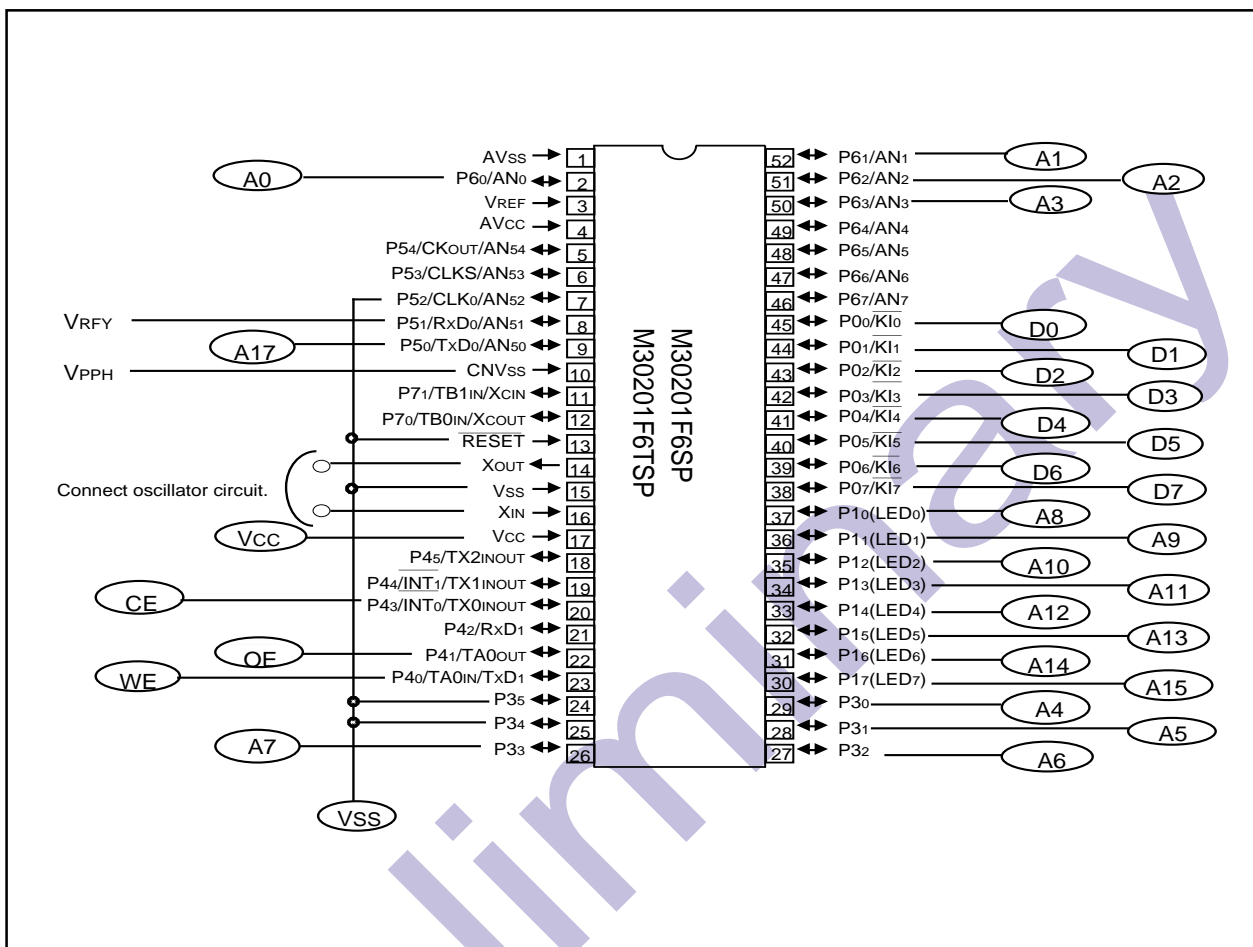 AVSS 1
A0 P60/AN0 2
VREF 3
AVCC 4
P54/CKOUT/AN54 5
P53/CLKS/AN53 6
P52/CLK0/AN52 7
VRFY P51/RXD0/AN51 8
A17 P50/TXD0/AN50 9
VPPH CNVSS 10
P71/TB1IN/XCIN 11
P70/TB0IN/XCOUT 12
RESET 13
XOUT 14
Connect oscillator circuit.
VSS 15
XIN 16
VCC VCC 17
P45/TX2INOUT 18
P44/INT1/TX1INOUT 19
CE P43/INT0/TX0INOUT 20
P42/RXD1 21
OE P41/TA0OUT 22
WE P40/TA0IN/TXD1 23
P35 24
P34 25
A7 P33 26
VSS
M30201F6SP
M30201F6TSP
52 P61/AN1 A1
51 P62/AN2 A2
50 P63/AN3 A3
49 P64/AN4
48 P65/AN5
47 P66/AN6
46 P67/AN7
45 P00/KI0 D0
44 P01/KI1 D1
43 P02/KI2 D2
42 P03/KI3 D3
41 P04/KI4 D4
40 P05/KI5 D5
39 P06/KI6 D6
38 P07/KI7 D7
37 P10(LED0) A8
36 P11(LED1) A9
35 P12(LED2) A10
34 P13(LED3) A11
33 P14(LED4) A12
32 P15(LED5) A13
31 P16(LED6) A14
30 P17(LED7) A15
29 P30 A4
28 P31 A5
27 P32 A6
liminary